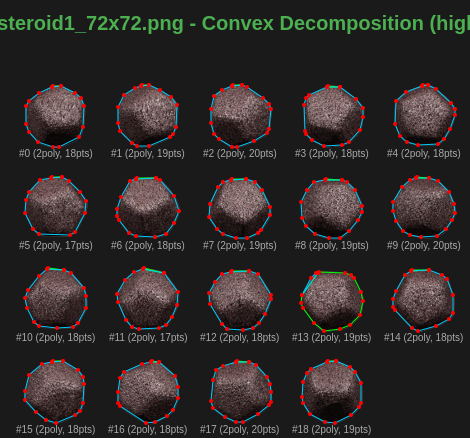 steroid1_72x72.png - Convex Decomposition (high
#0 (2poly, 18pts) #1 (2poly, 19pts) #2 (2poly, 20pts) #3 (2poly, 18pts) #4 (2poly, 18pts)
#5 (2poly, 17pts) #6 (2poly, 18pts) #7 (2poly, 19pts) #8 (2poly, 19pts) #9 (2poly, 20pts)
#10 (2poly, 18pts) #11 (2poly, 17pts) #12 (2poly, 18pts) #13 (2poly, 19pts) #14 (2poly, 18pts)
#15 (2poly, 18pts) #16 (2poly, 18pts) #17 (2poly, 20pts) #18 (2poly, 19pts)